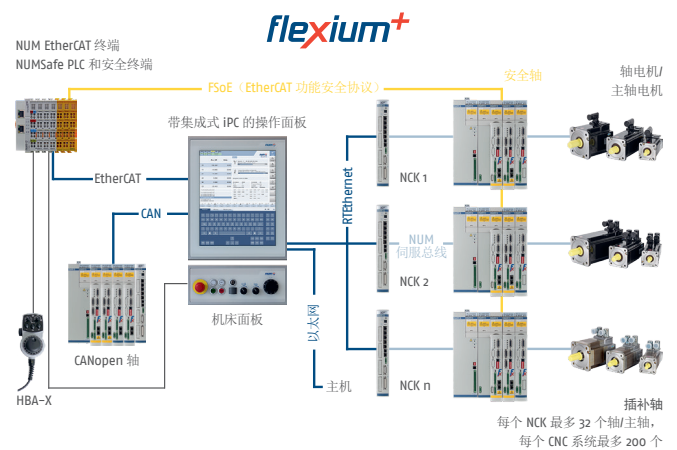 flexium+
NUM EtherCAT 终端
NUMSafe PLC 和安全终端
FSoE（EtherCAT 功能安全协议）
安全轴
轴电机/
主轴电机
带集成式 iPC 的操作面板
EtherCAT
CAN
RTEthernet
NCK 1
NUM
伺服总线
NCK 2
机床面板
以太网
CANopen 轴
主机
NCK n
HBA-X
插补轴
每个 NCK 最多 32 个轴/主轴，
每个 CNC 系统最多 200 个